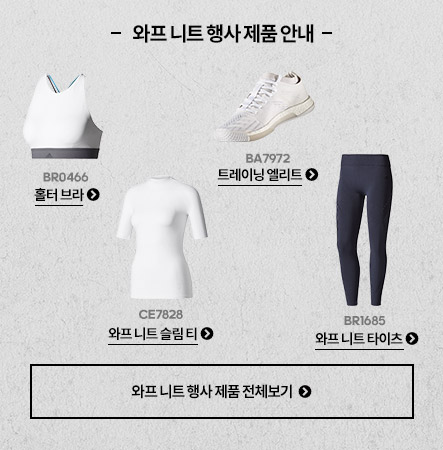 - 와프 니트 행사 제품 안내 -
BA7972
트레이닝 엘리트
BR0466
홀터 브라
CE7828
와프 니트 슬림 티
BR1685
와프 니트 타이츠
와프 니트 행사 제품 전체보기